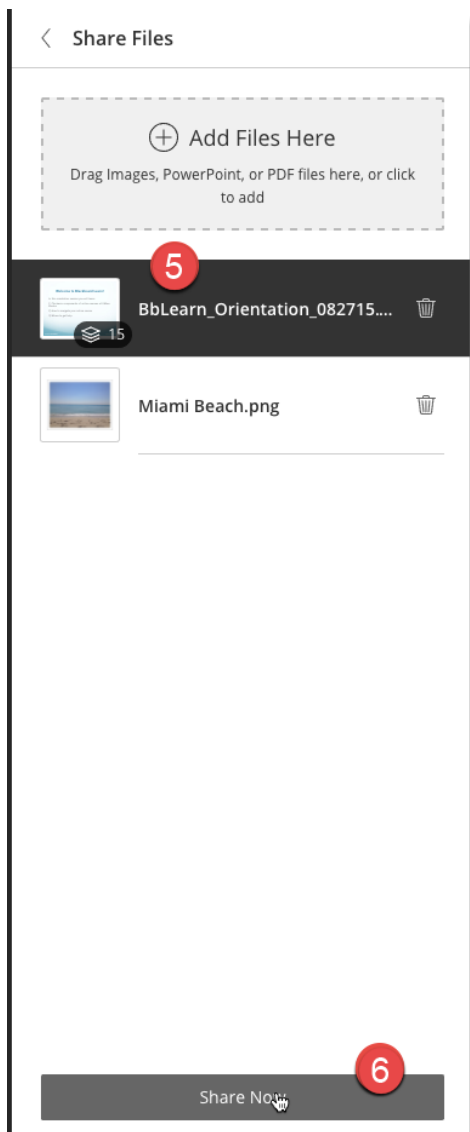 Share Files
Add Files Here
Drag Images, PowerPoint, or PDF files here, or click
to add
5
BbLearn_Orientation_082715....
15
Miami Beach.png
6
Share Now